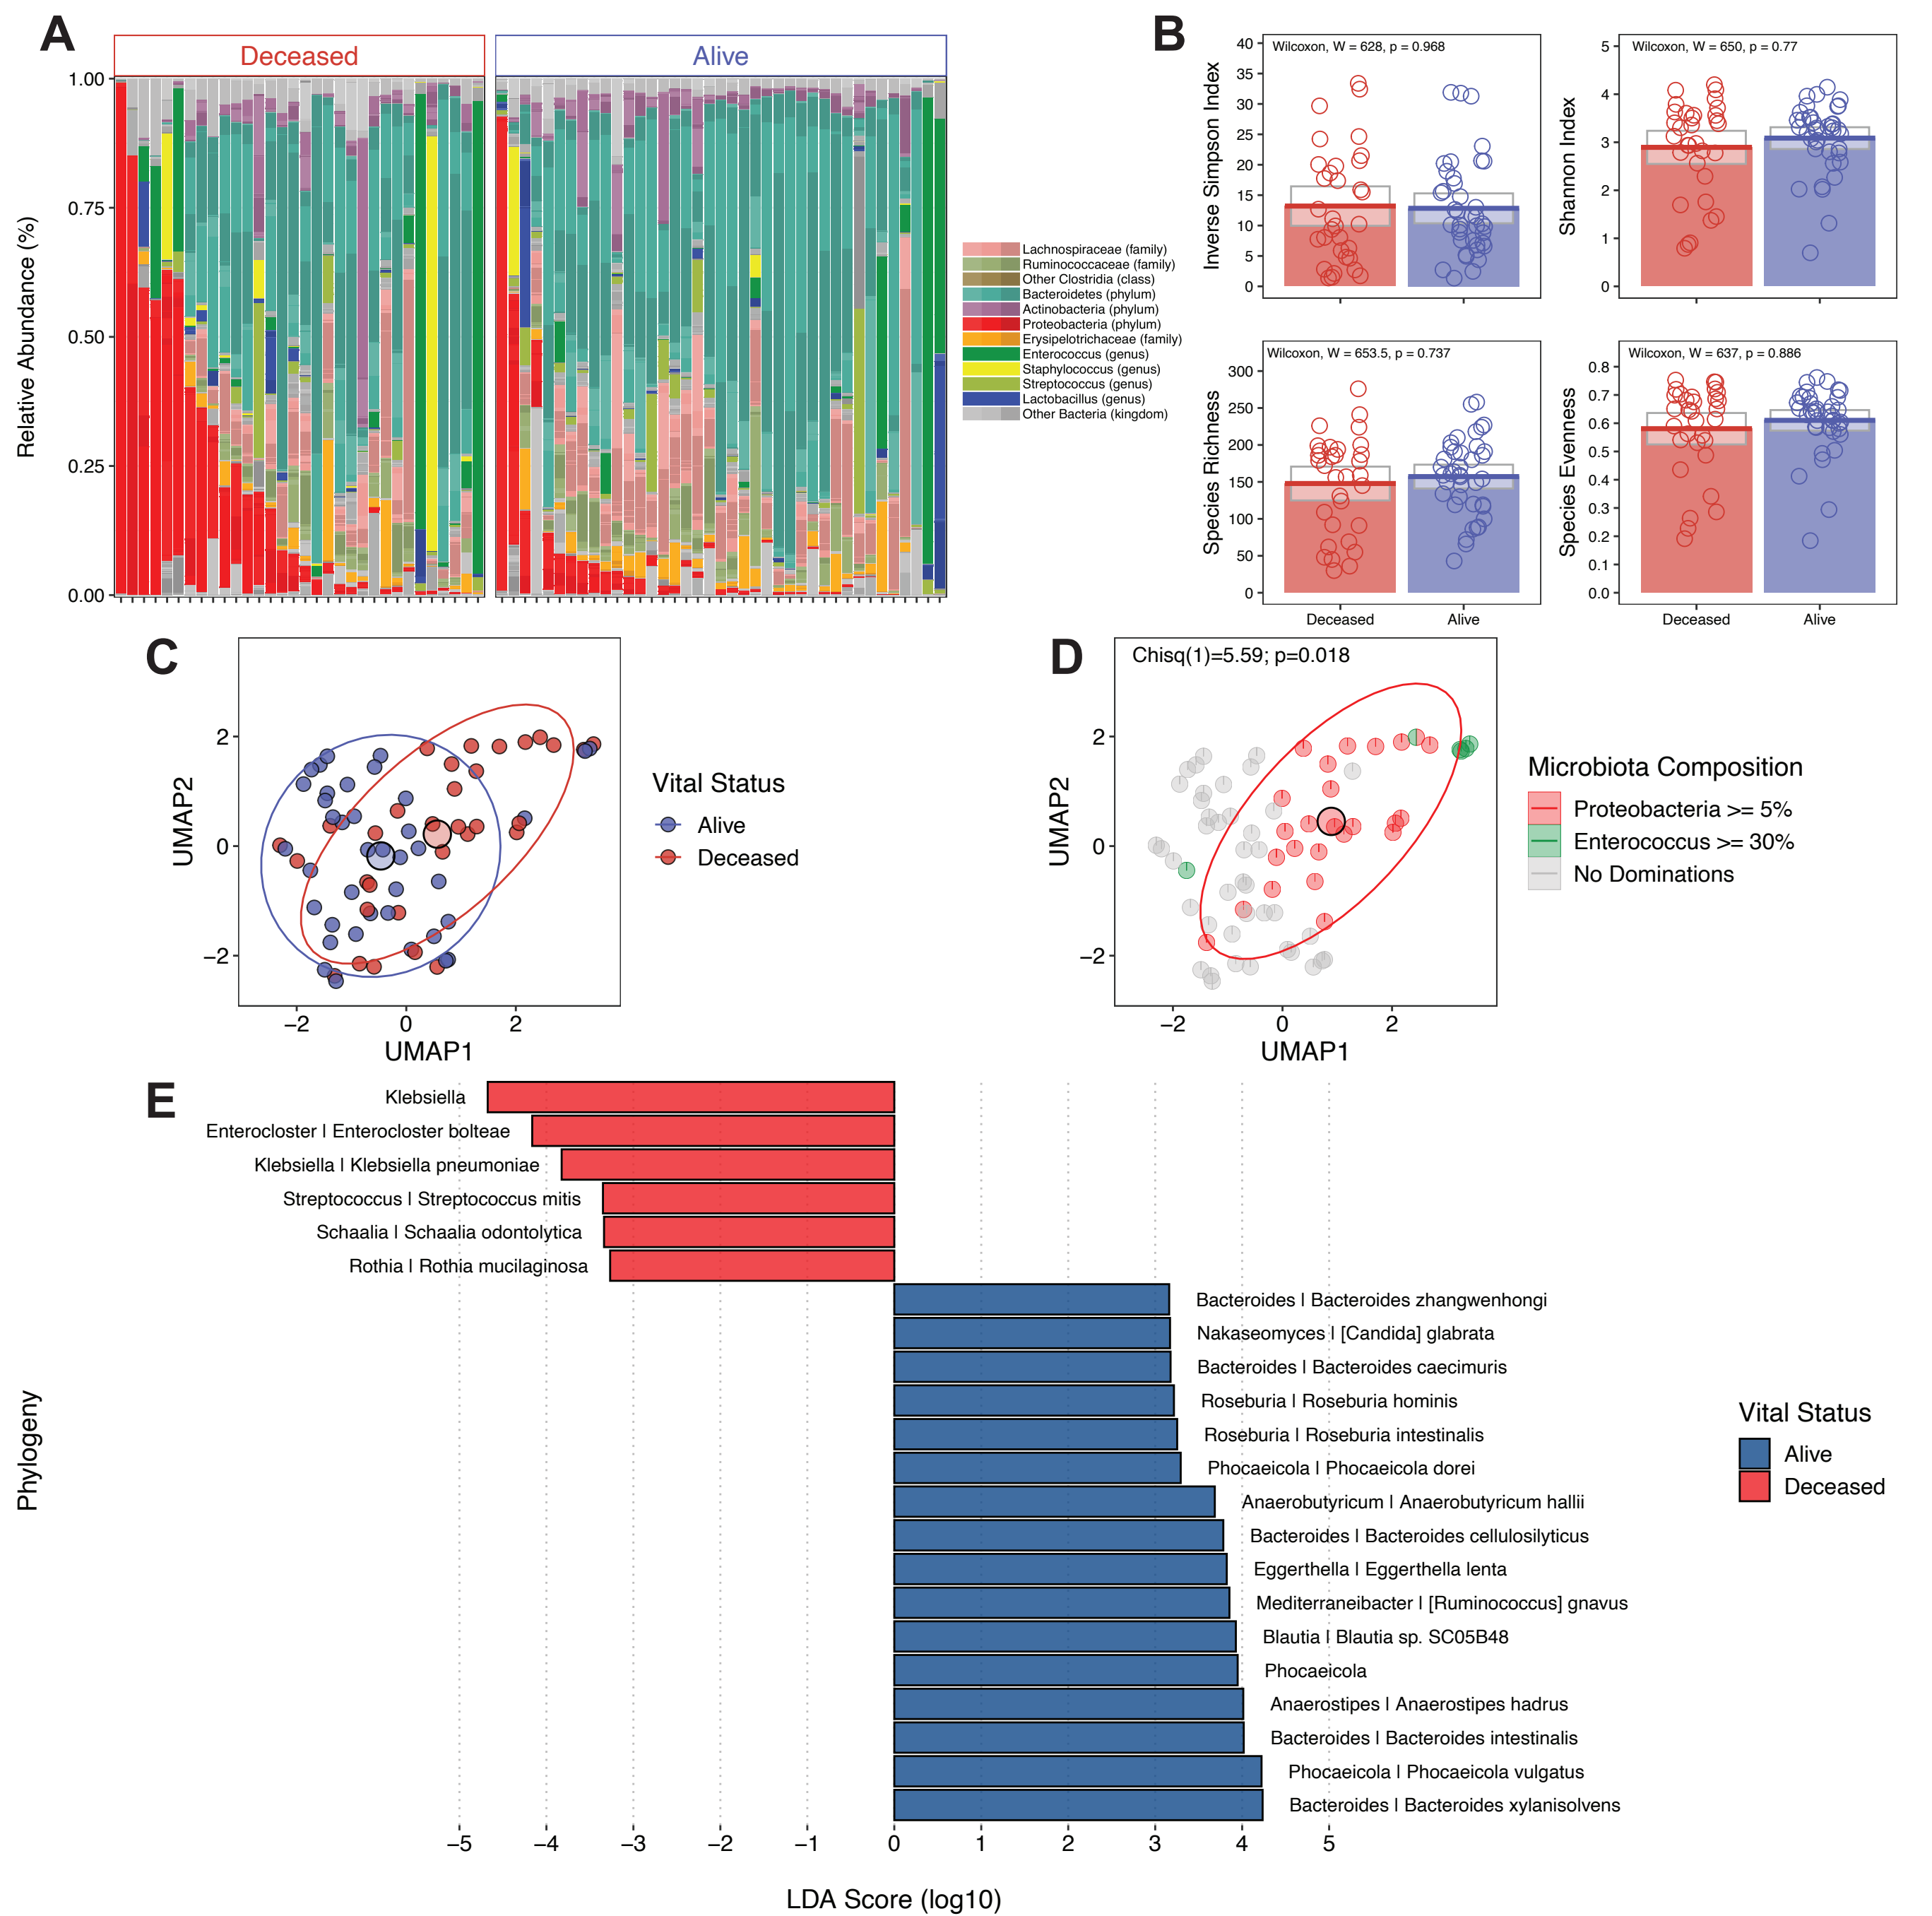 A
Deceased
Alive
Relative Abundance (%)
1.00
0.75
0.50
0.25
0.00
Lachnospiraceae (family)
Ruminococcaceae (family)
Other Clostridia (class)
Bacteroidetes (phylum)
Actinobacteria (phylum)
Proteobacteria (phylum)
Erysipelotrichaceae (family)
Enterococcus (genus)
Staphylococcus (genus)
Streptococcus (genus)
Lactobacillus (genus)
Other Bacteria (kingdom)
B
Wilcoxon, W = 628, p = 0.968
Inverse Simpson Index
40
35
30
25
20
15
10
5
0
Wilcoxon, W = 650, p = 0.77
Shannon Index
5
4
3
2
1
0
Wilcoxon, W = 653.5, p = 0.737
Species Richness
300
250
200
150
100
50
0
Deceased
Alive
Wilcoxon, W = 637, p = 0.886
Species Evenness
0.8
0.7
0.6
0.5
0.4
0.3
0.2
0.1
0.0
Deceased
Alive
C
UMAP2
2
0
−2
−2
0
2
UMAP1
Vital Status
Alive
Deceased
D
Chisq(1)=5.59; p=0.018
UMAP2
2
0
−2
−2
0
2
UMAP1
Microbiota Composition
Proteobacteria >= 5%
Enterococcus >= 30%
No Dominations
E
Phylogeny
Klebsiella
Enterocloster | Enterocloster bolteae
Klebsiella | Klebsiella pneumoniae
Streptococcus | Streptococcus mitis
Schaalia | Schaalia odontolytica
Rothia | Rothia mucilaginosa
Bacteroides | Bacteroides zhangwenhongi
Nakaseomyces | [Candida] glabrata
Bacteroides | Bacteroides caecimuris
Roseburia | Roseburia hominis
Roseburia | Roseburia intestinalis
Phocaeicola | Phocaeicola dorei
Anaerobutyricum | Anaerobutyricum hallii
Bacteroides | Bacteroides cellulosilyticus
Eggerthella | Eggerthella lenta
Mediterraneibacter | [Ruminococcus] gnavus
Blautia | Blautia sp. SC05B48
Phocaeicola
Anaerostipes | Anaerostipes hadrus
Bacteroides | Bacteroides intestinalis
Phocaeicola | Phocaeicola vulgatus
Bacteroides | Bacteroides xylanisolvens
−5
−4
−3
−2
−1
0
1
2
3
4
5
LDA Score (log10)
Vital Status
Alive
Deceased